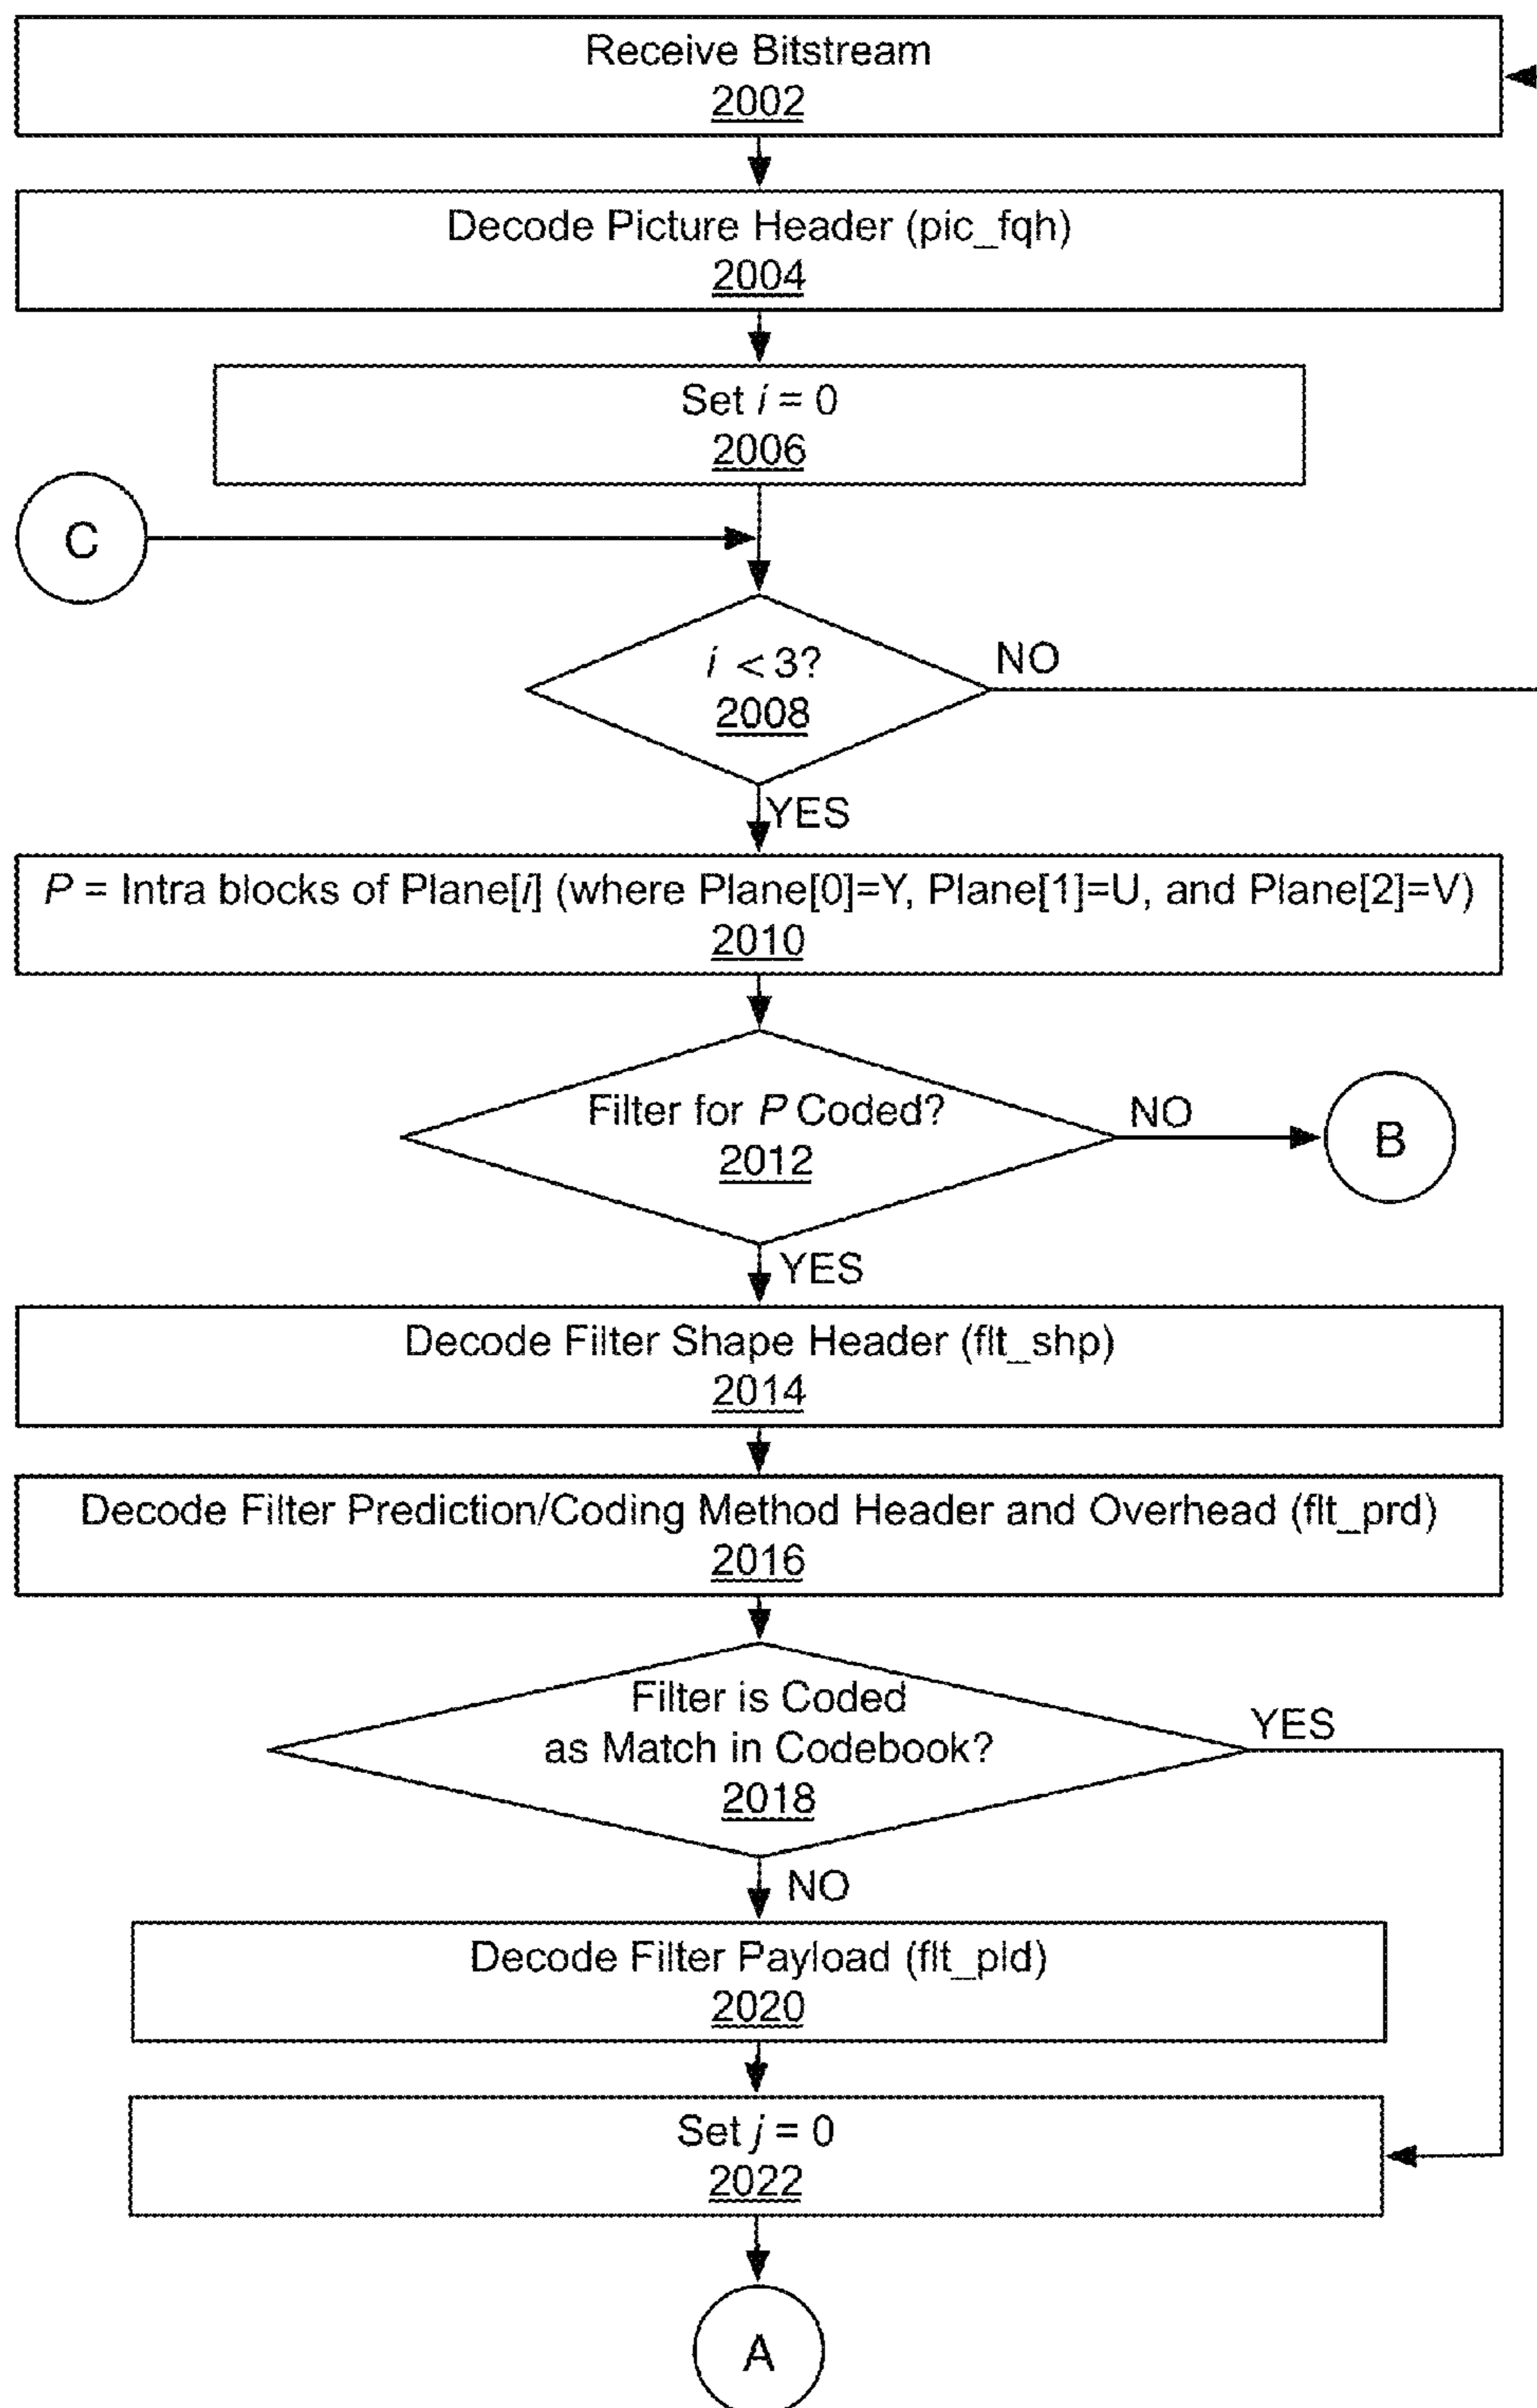 Receive Bitstream
2002
Decode Picture Header (pic_fqh)
2004
Set i = 0
2006
C
i < 3?
2008
NO
YES
P = Intra blocks of Plane[i] (where Plane[0]=Y, Plane[1]=U, and Plane[2]=V)
2010
Filter for P Coded?
2012
NO
B
YES
Decode Filter Shape Header (flt_shp)
2014
Decode Filter Prediction/Coding Method Header and Overhead (flt_prd)
2016
Filter is Coded
as Match in Codebook?
2018
YES
NO
Decode Filter Payload (flt_pld)
2020
Set j = 0
2022
A